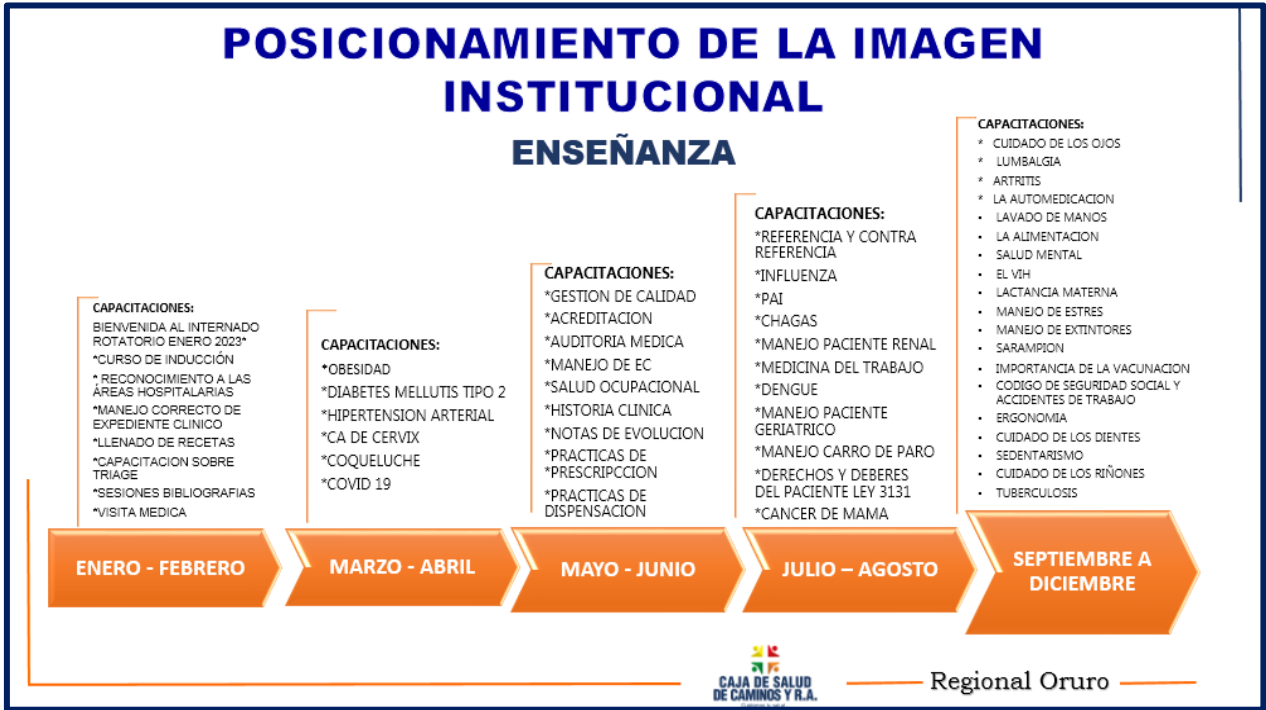 POSICIONAMIENTO DE LA IMAGEN
INSTITUCIONAL
ENSEÑANZA
CAPACITACIONES:
BIENVENIDA AL INTERNADO
ROTATORIO ENERO 2023*
*CURSO DE INDUCCIÓN
* RECONOCIMIENTO A LAS
ÁREAS HOSPITALARIAS
*MANEJO CORRECTO DE
EXPEDIENTE CLINICO
*LLENADO DE RECETAS
*CAPACITACION SOBRE
TRIAGE
*SESIONES BIBLIOGRAFIAS
*VISITA MEDICA
ENERO - FEBRERO
CAPACITACIONES:
*OBESIDAD
*DIABETES MELLUTIS TIPO 2
*HIPERTENSION ARTERIAL
*CA DE CERVIX
*COQUELUCHE
*COVID 19
MARZO - ABRIL
CAPACITACIONES:
*GESTION DE CALIDAD
*ACREDITACION
*AUDITORIA MEDICA
*MANEJO DE EC
*SALUD OCUPACIONAL
*HISTORIA CLINICA
*NOTAS DE EVOLUCION
*PRACTICAS DE
PRESCRIPCCION
*PRACTICAS DE
DISPENSACION
MAYO - JUNIO
CAPACITACIONES:
*REFERENCIA Y CONTRA
REFERENCIA
*INFLUENZA
*PAI
*CHAGAS
*MANEJO PACIENTE RENAL
*MEDICINA DEL TRABAJO
*DENGUE
*MANEJO PACIENTE
GERIATRICO
*MANEJO CARRO DE PARO
*DERECHOS Y DEBERES
DEL PACIENTE LEY 3131
*CANCER DE MAMA
JULIO – AGOSTO
CAPACITACIONES:
* CUIDADO DE LOS OJOS
* LUMBALGIA
* ARTRITIS
* LA AUTOMEDICACION
• LAVADO DE MANOS
• LA ALIMENTACION
• SALUD MENTAL
• EL VIH
• LACTANCIA MATERNA
• MANEJO DE ESTRES
• MANEJO DE EXTINTORES
• SARAMPION
• IMPORTANCIA DE LA VACUNACION
• CODIGO DE SEGURIDAD SOCIAL Y
ACCIDENTES DE TRABAJO
• ERGONOMIA
• CUIDADO DE LOS DIENTES
• SEDENTARISMO
• CUIDADO DE LOS RIÑONES
• TUBERCULOSIS
SEPTIEMBRE A
DICIEMBRE
CAJA DE SALUD
DE CAMINOS Y R.A.
Regional Oruro